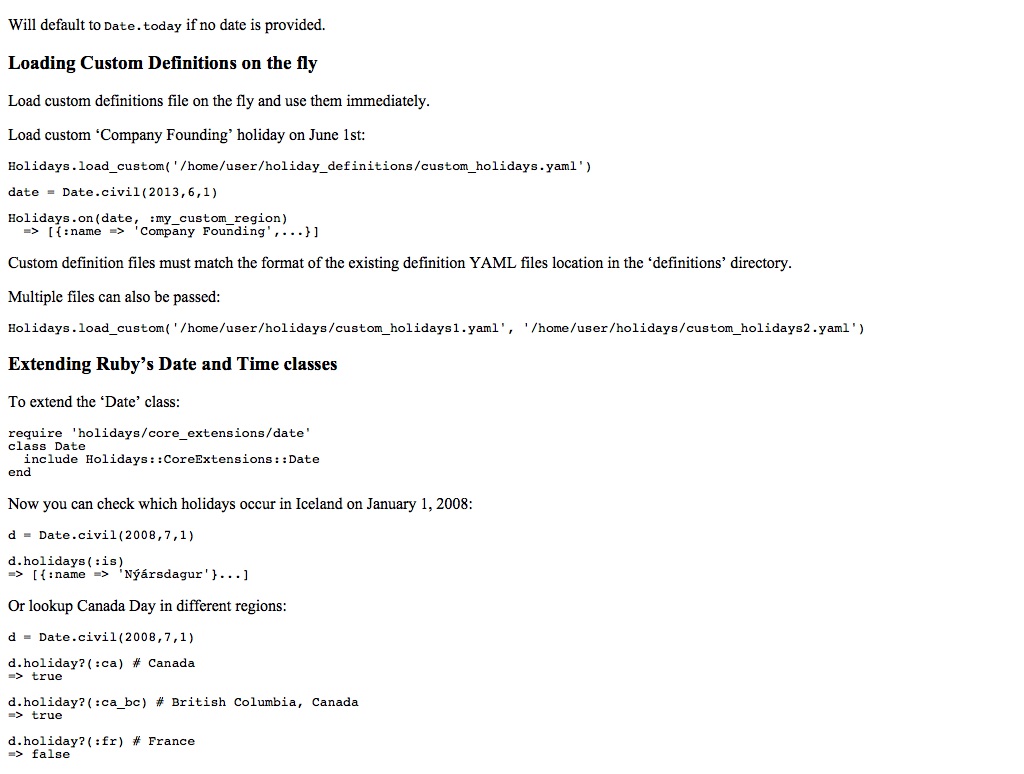 Will default to Date.today if no date is provided.
Loading Custom Definitions on the fly
Load custom definitions file on the fly and use them immediately.
Load custom ‘Company Founding’ holiday on June 1st:
Holidays.load_custom('/home/user/holiday_definitions/custom_holidays.yaml')
date = Date.civil(2013,6,1)
Holidays.on(date, :my_custom_region)
  => [{:name => 'Company Founding',...}]
Custom definition files must match the format of the existing definition YAML files location in the ‘definitions’ directory.
Multiple files can also be passed:
Holidays.load_custom('/home/user/holidays/custom_holidays1.yaml', '/home/user/holidays/custom_holidays2.yaml')
Extending Ruby’s Date and Time classes
To extend the ‘Date’ class:
require 'holidays/core_extensions/date'
class Date
  include Holidays::CoreExtensions::Date
end
Now you can check which holidays occur in Iceland on January 1, 2008:
d = Date.civil(2008,7,1)
d.holidays(:is)
=> [{:name => 'Nýársdagur'}...]
Or lookup Canada Day in different regions:
d = Date.civil(2008,7,1)
d.holiday?(:ca) # Canada
=> true
d.holiday?(:ca_bc) # British Columbia, Canada
=> true
d.holiday?(:fr) # France
=> false